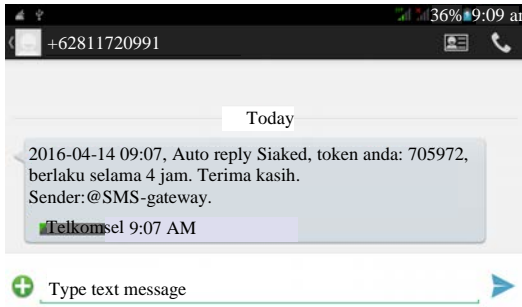 36% 9:09 am
+62811720991
Today
2016-04-14 09:07, Auto reply Siaked, token anda: 705972,
berlaku selama 4 jam. Terima kasih.
Sender:@SMS-gateway.
Telkomsel 9:07 AM
Type text message